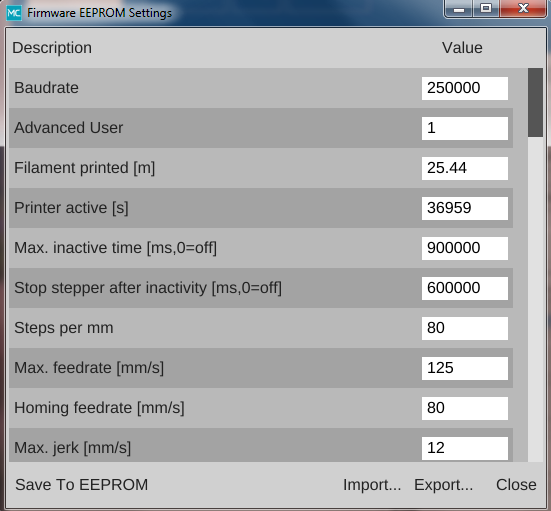 MC Firmware EEPROM Settings
Description Value
Baudrate 250000
Advanced User 1
Filament printed [m] 25.44
Printer active [s] 36959
Max. inactive time [ms,0=off] 900000
Stop stepper after inactivity [ms,0=off] 600000
Steps per mm 80
Max. feedrate [mm/s] 125
Homing feedrate [mm/s] 80
Max. jerk [mm/s] 12
Save To EEPROM Import... Export... Close